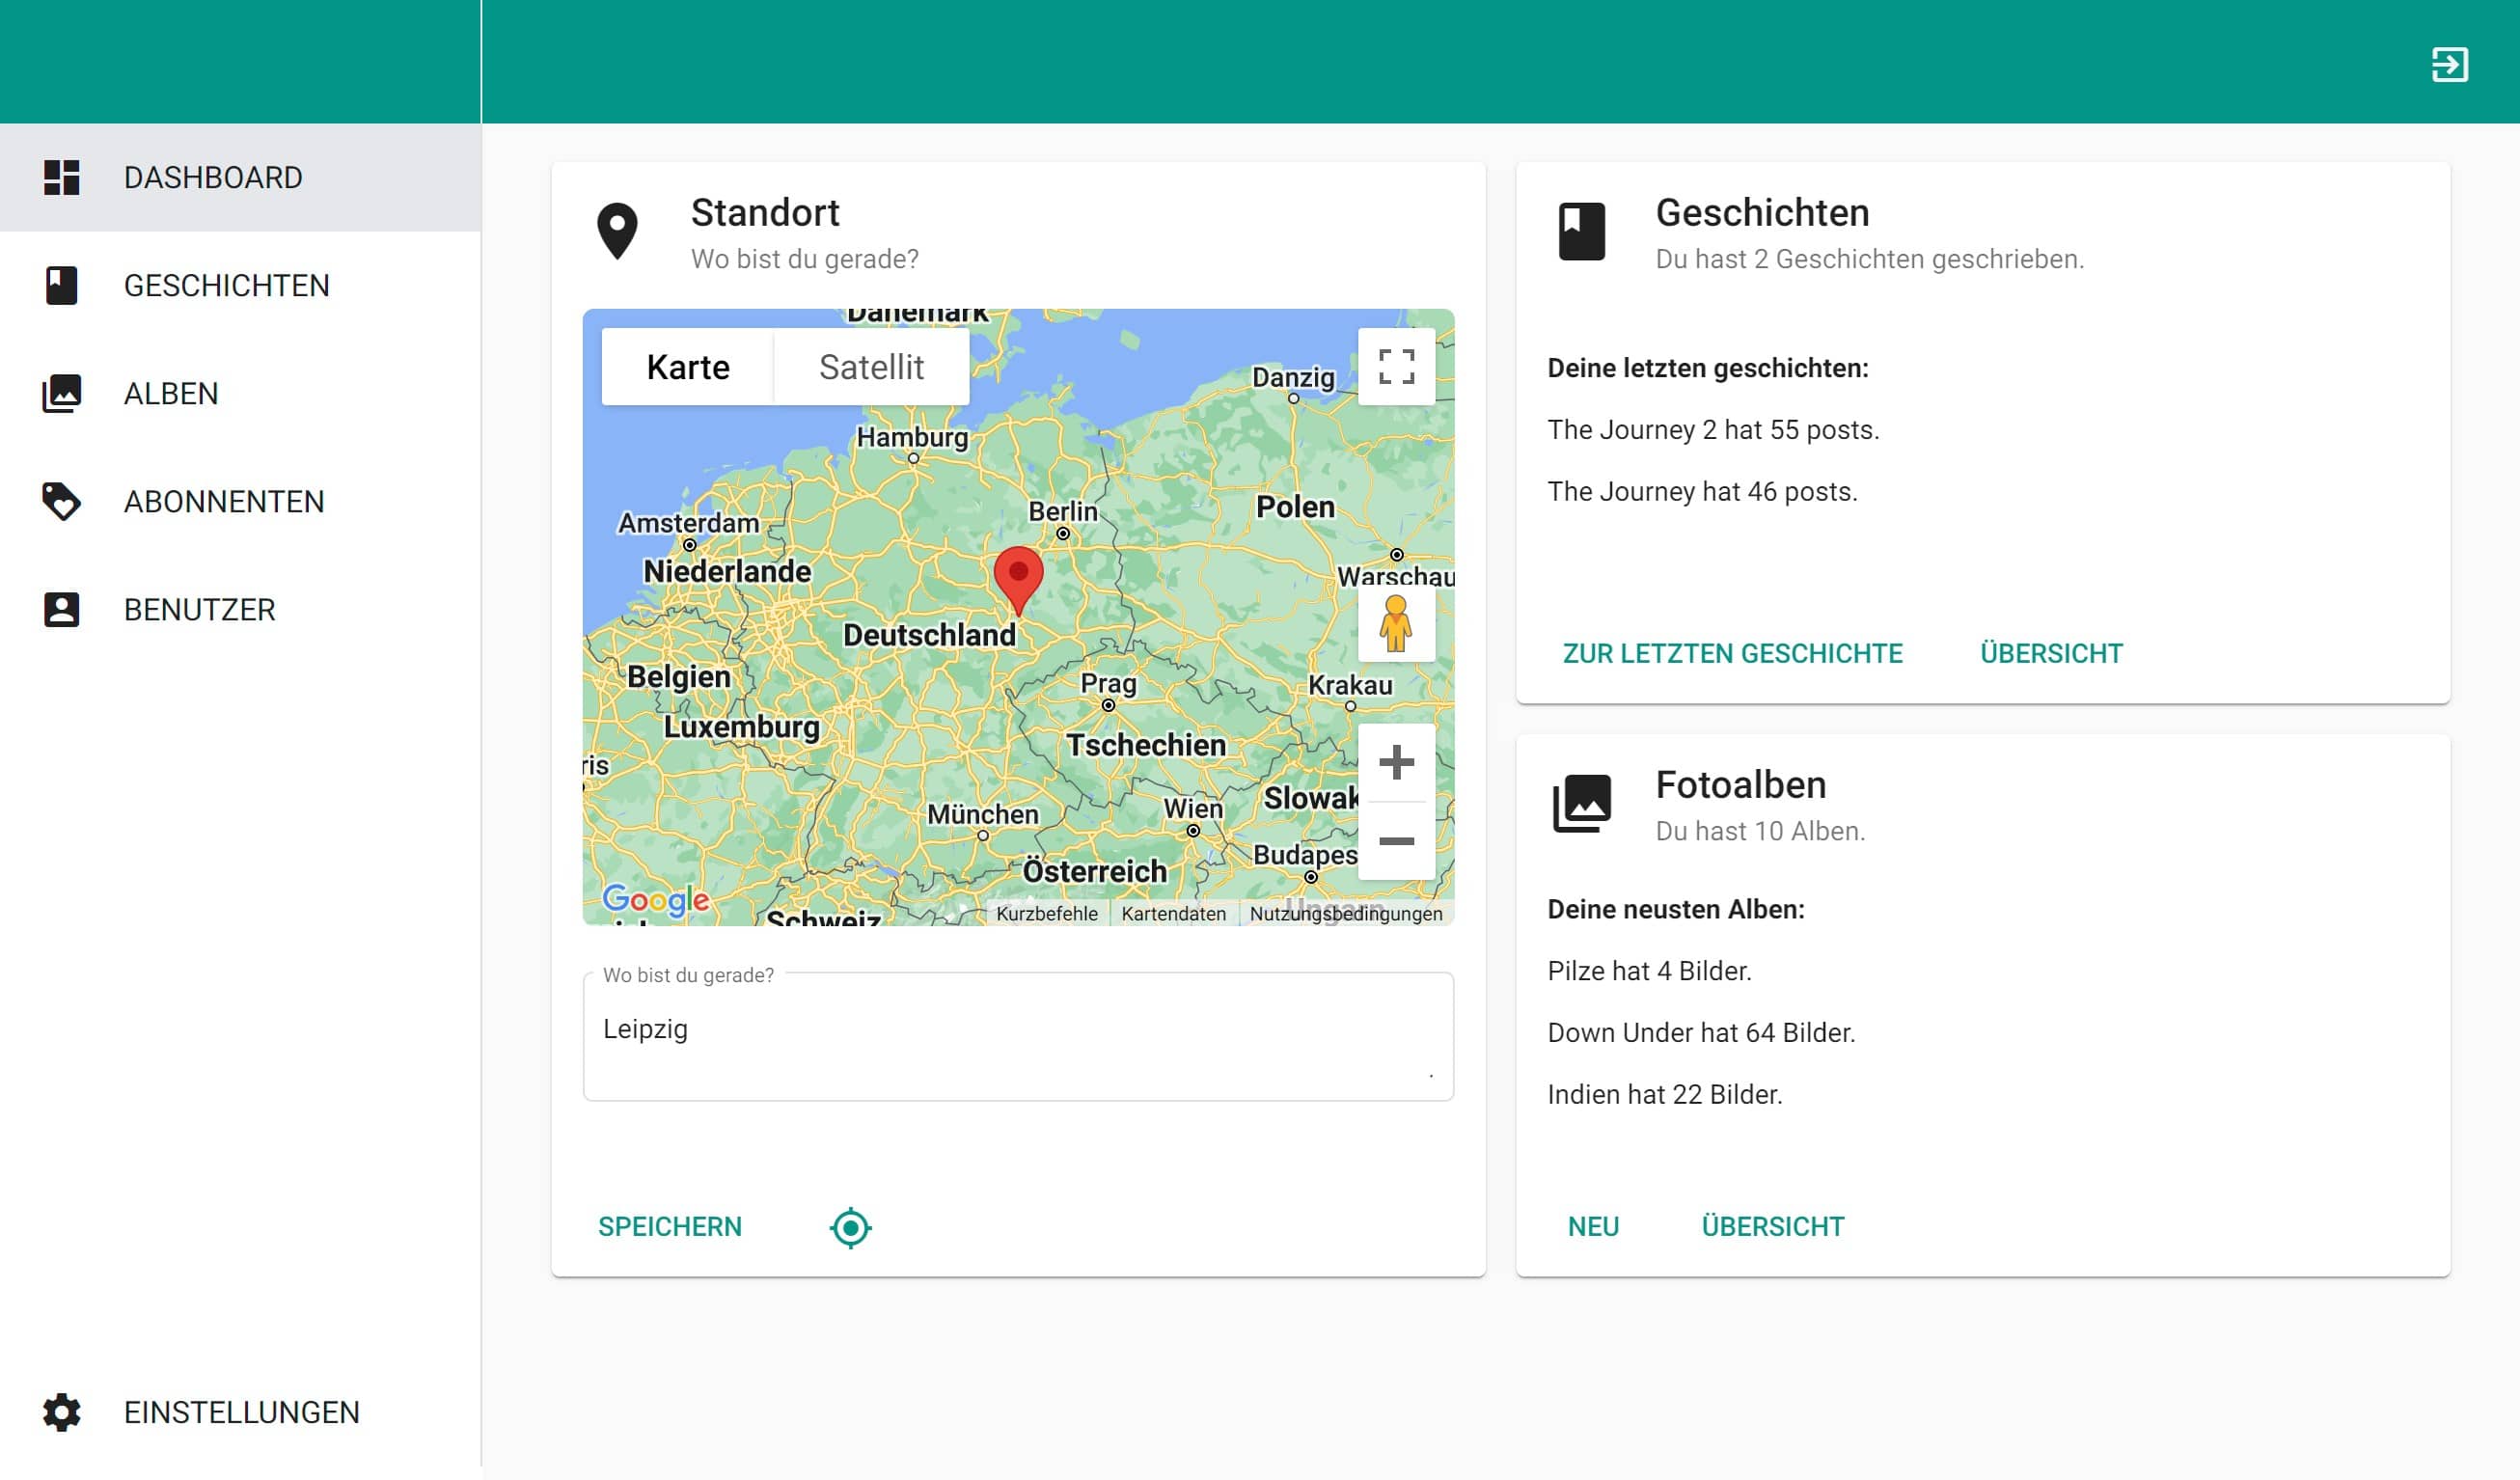 DASHBOARD
GESCHICHTEN
ALBEN
ABONNENTEN
BENUTZER
EINSTELLUNGEN
Standort
Wo bist du gerade?
Dänemark
Karte
Satellit
Danzig
Hamburg
Berlin
Polen
Amsterdam
Niederlande
Warschau
Deutschland
Belgien
Prag
Krakau
Luxemburg
Tschechien
ris
München
Wien
Slowak
Budapes
Österreich
Google
Schweiz
Ungarn
Kurzbefehle
Kartendaten
Nutzungsbedingungen
Wo bist du gerade?
Leipzig
.
SPEICHERN
Geschichten
Du hast 2 Geschichten geschrieben.
Deine letzten geschichten:
The Journey 2 hat 55 posts.
The Journey hat 46 posts.
ZUR LETZTEN GESCHICHTE
ÜBERSICHT
Fotoalben
Du hast 10 Alben.
Deine neusten Alben:
Pilze hat 4 Bilder.
Down Under hat 64 Bilder.
Indien hat 22 Bilder.
NEU
ÜBERSICHT